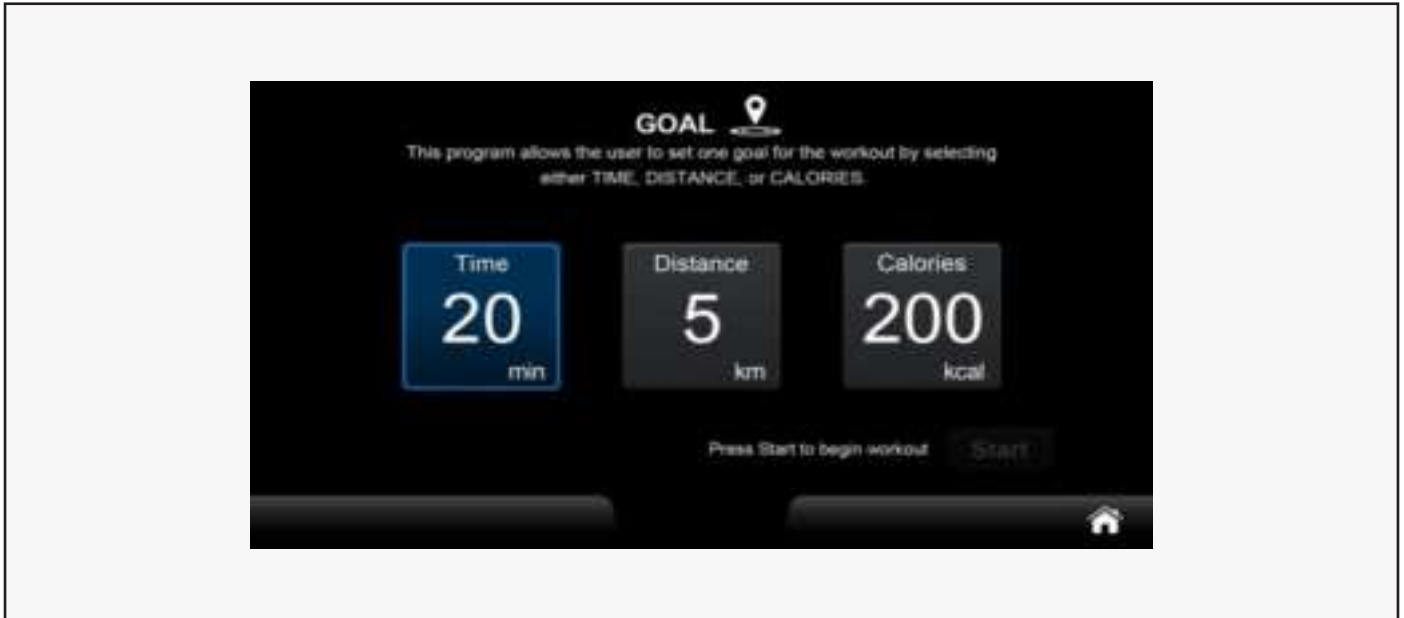 GOAL
This program allows the user to set one goal for the workout by selecting
either TIME, DISTANCE, or CALORIES.
Time
20
min
Distance
5
km
Calories
200
kcal
Press Start to begin workout
Start